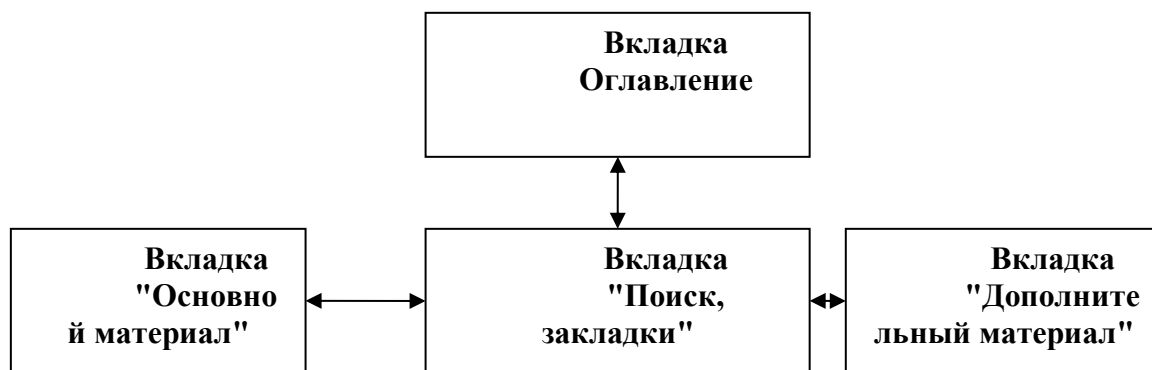 Вкладка
Оглавление
Вкладка
"Основно
й материал"
Вкладка
"Поиск,
закладки"
Вкладка
"Дополните
льный материал"